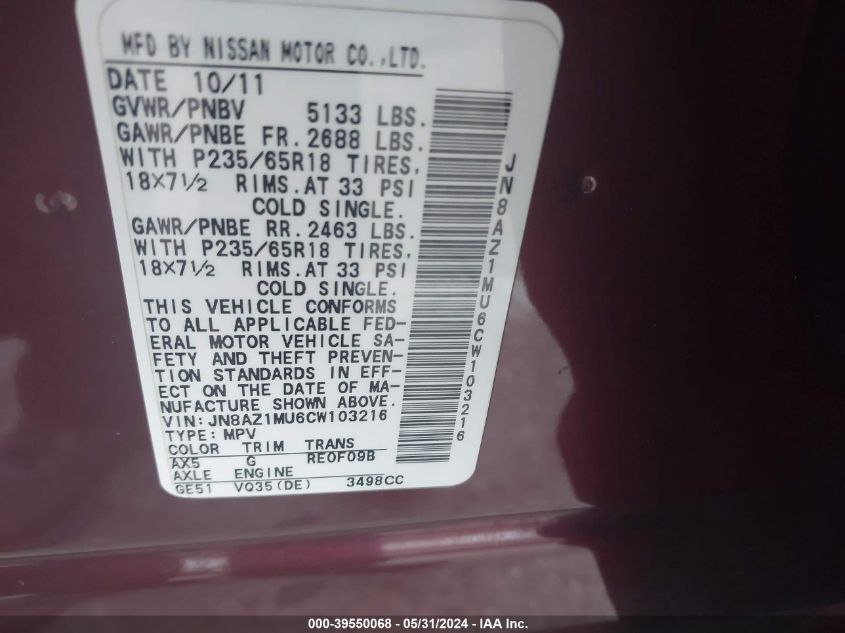 MFD BY NISSAN MOTOR CO.,LTD.
DATE 10/11
GVWR/PNBV 5133 LBS.
GAWR/PNBE FR. 2688 LBS.
WITH P235/65R18 TIRES,
18X7½ RIMS.AT 33 PSI
COLD SINGLE.
GAWR/PNBE RR. 2463 LBS.
WITH P235/65R18 TIRES,
18X7½ RIMS.AT 33 PSI
COLD SINGLE.
THIS VEHICLE CONFORMS
TO ALL APPLICABLE FED-
ERAL MOTOR VEHICLE SA-
FETY AND THEFT PREVEN-
TION STANDARDS IN EFF-
ECT ON THE DATE OF MA-
NUFACTURE SHOWN ABOVE.
VIN: JN8AZ1MU6CW103216
TYPE: MPV
COLOR TRIM TRANS
AX5 G RE0F09B
AXLE ENGINE
GE51 VQ35(DE) 3498CC
JN8AZ1MU6CW103216
000-39550068 - 05/31/2024 - IAA Inc.